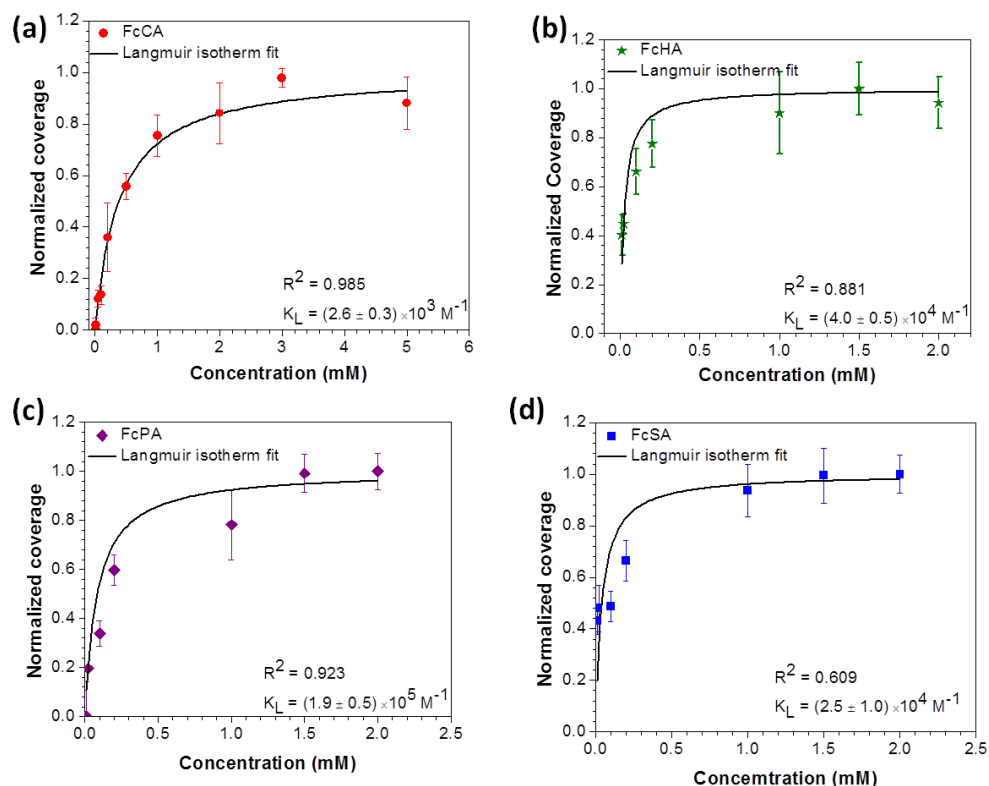 (a)
1.2
1.0
0.8
0.6
0.4
0.2
0.0
Normalized coverage
FcCA
Langmuir isotherm fit
R² = 0.985
K_L = (2.6 ± 0.3) ×10³ M⁻¹
0 1 2 3 4 5 6
Concentration (mM)
(b)
1.2
1.0
0.8
0.6
0.4
0.2
0.0
Normalized Coverage
FcHA
Langmuir isotherm fit
R² = 0.881
K_L = (4.0 ± 0.5) ×10⁴ M⁻¹
0.0 0.5 1.0 1.5 2.0
Concentration (mM)
(c)
1.2
1.0
0.8
0.6
0.4
0.2
0.0
Normalized coverage
FcPA
Langmuir isotherm fit
R² = 0.923
K_L = (1.9 ± 0.5) ×10⁵ M⁻¹
0.0 0.5 1.0 1.5 2.0 2.5
Concentration (mM)
(d)
1.2
1.0
0.8
0.6
0.4
0.2
0.0
Normalized coverage
FcSA
Langmuir isotherm fit
R² = 0.609
K_L = (2.5 ± 1.0) ×10⁴ M⁻¹
0.0 0.5 1.0 1.5 2.0 2.5
Concemtration (mM)